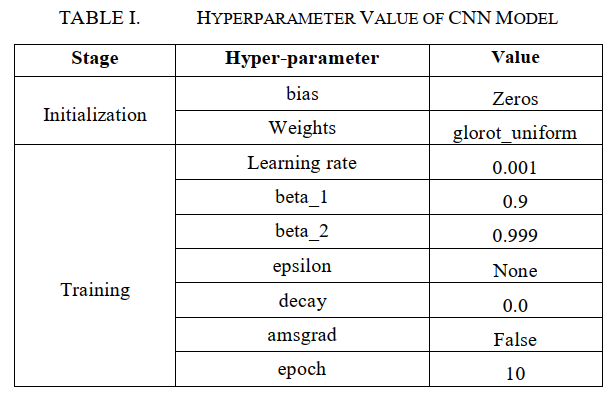 TABLE I. HYPERPARAMETER VALUE OF CNN MODEL
Stage Hyper-parameter Value
Initialization
bias Zeros
Weights glorot_uniform
Training
Learning rate 0.001
beta_1 0.9
beta_2 0.999
epsilon None
decay 0.0
amsgrad False
epoch 10